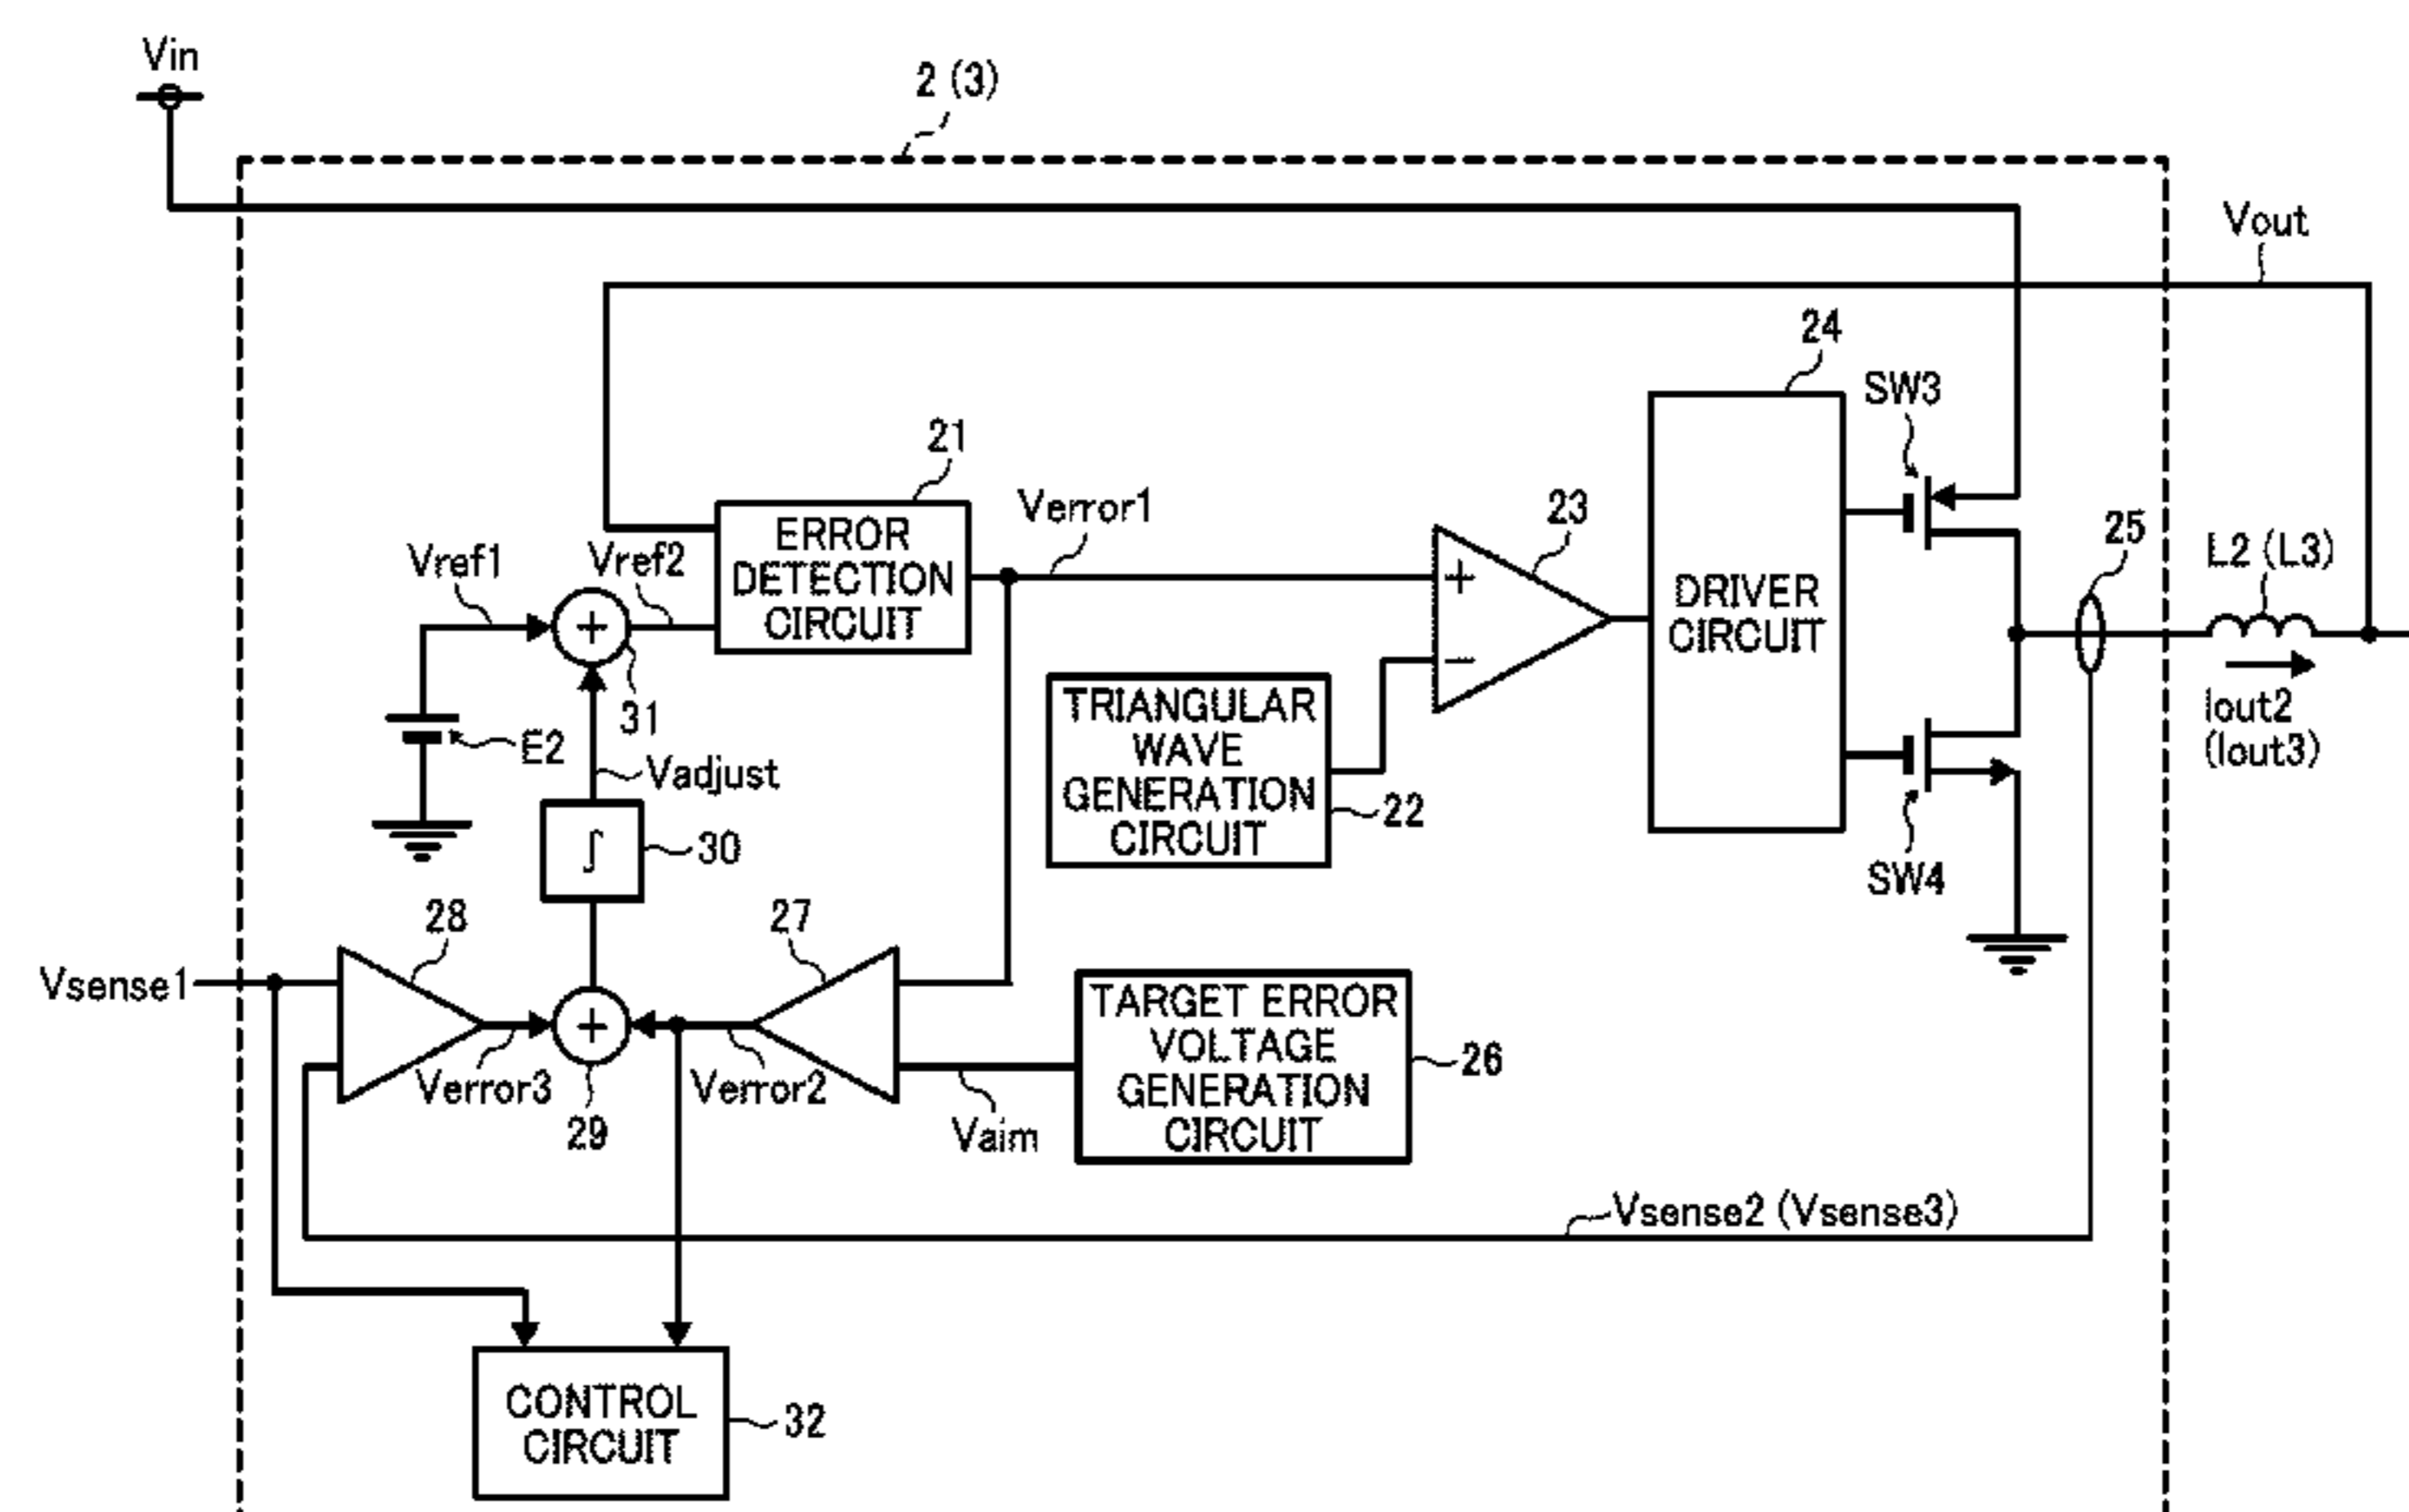 Vin
2 (3)
Vout
24
SW3
21
Verror1
23
25
L2 (L3)
ERROR
DETECTION
CIRCUIT
Vref1
Vref2
+
+
−
DRIVER
CIRCUIT
31
E2
Vadjust
TRIANGULAR
WAVE
GENERATION
CIRCUIT
22
Iout2
(Iout3)
∫
30
SW4
28
27
Vsense1
+
Verror3
29
Verror2
Vaim
TARGET ERROR
VOLTAGE
GENERATION
CIRCUIT
26
Vsense2 (Vsense3)
CONTROL
CIRCUIT
32